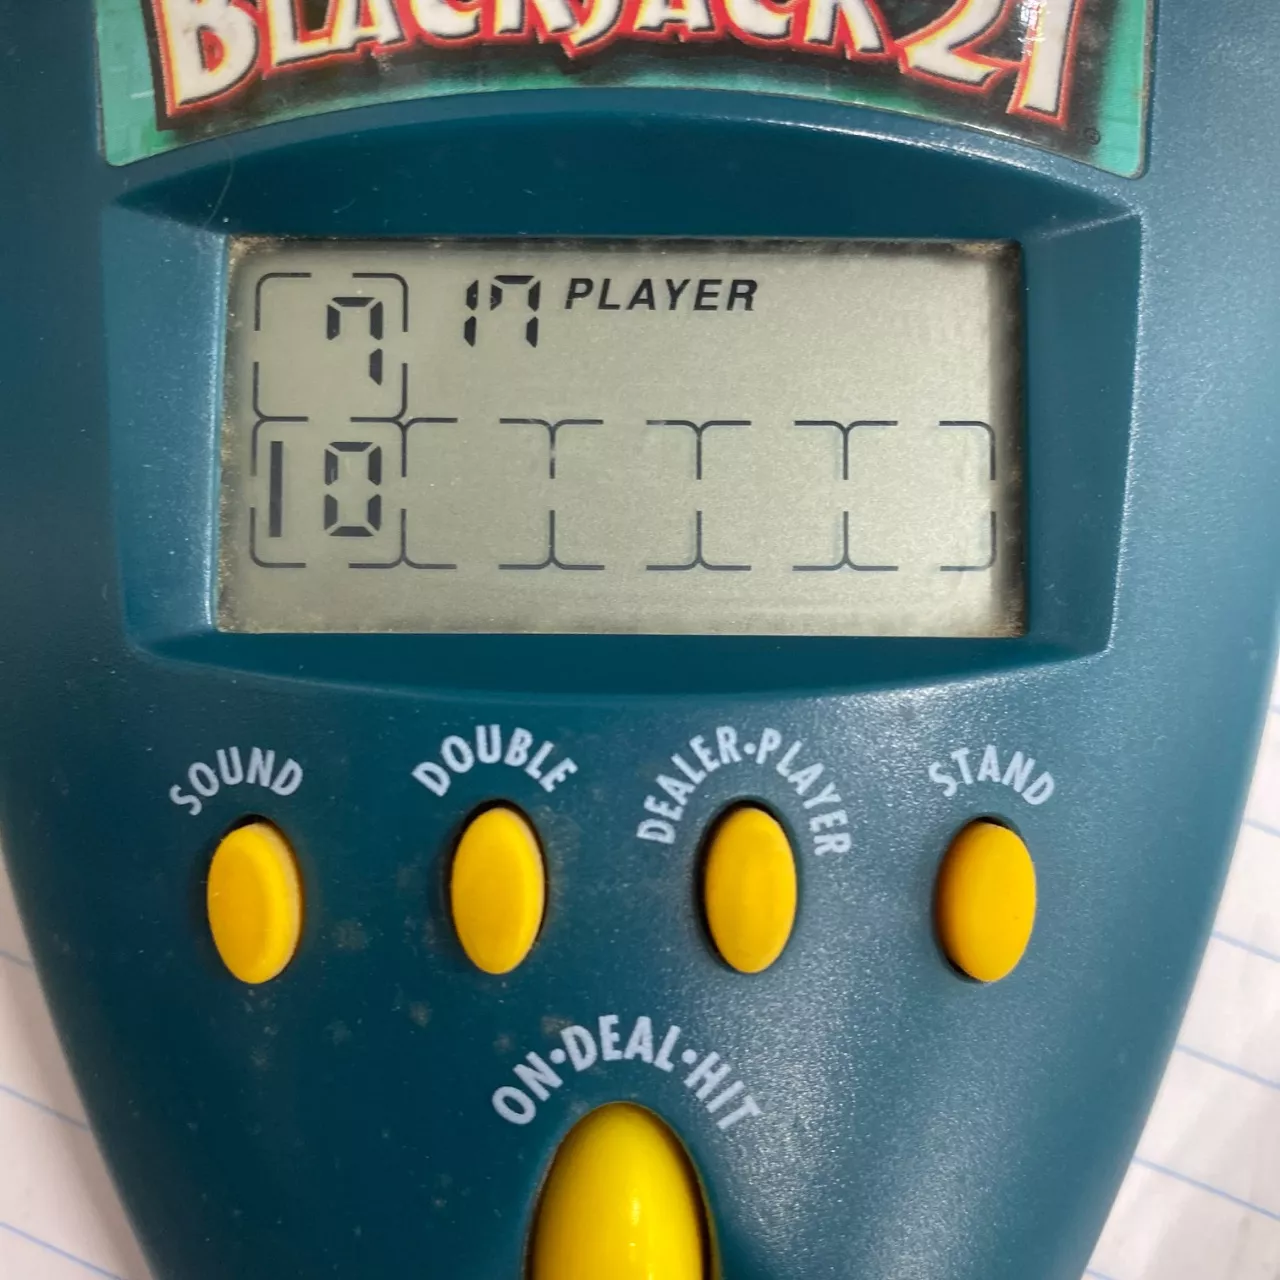 BLACKJACK 21
7 17 PLAYER
10
SOUND
DOUBLE
DEALER•PLAYER
STAND
ON•DEAL•HIT